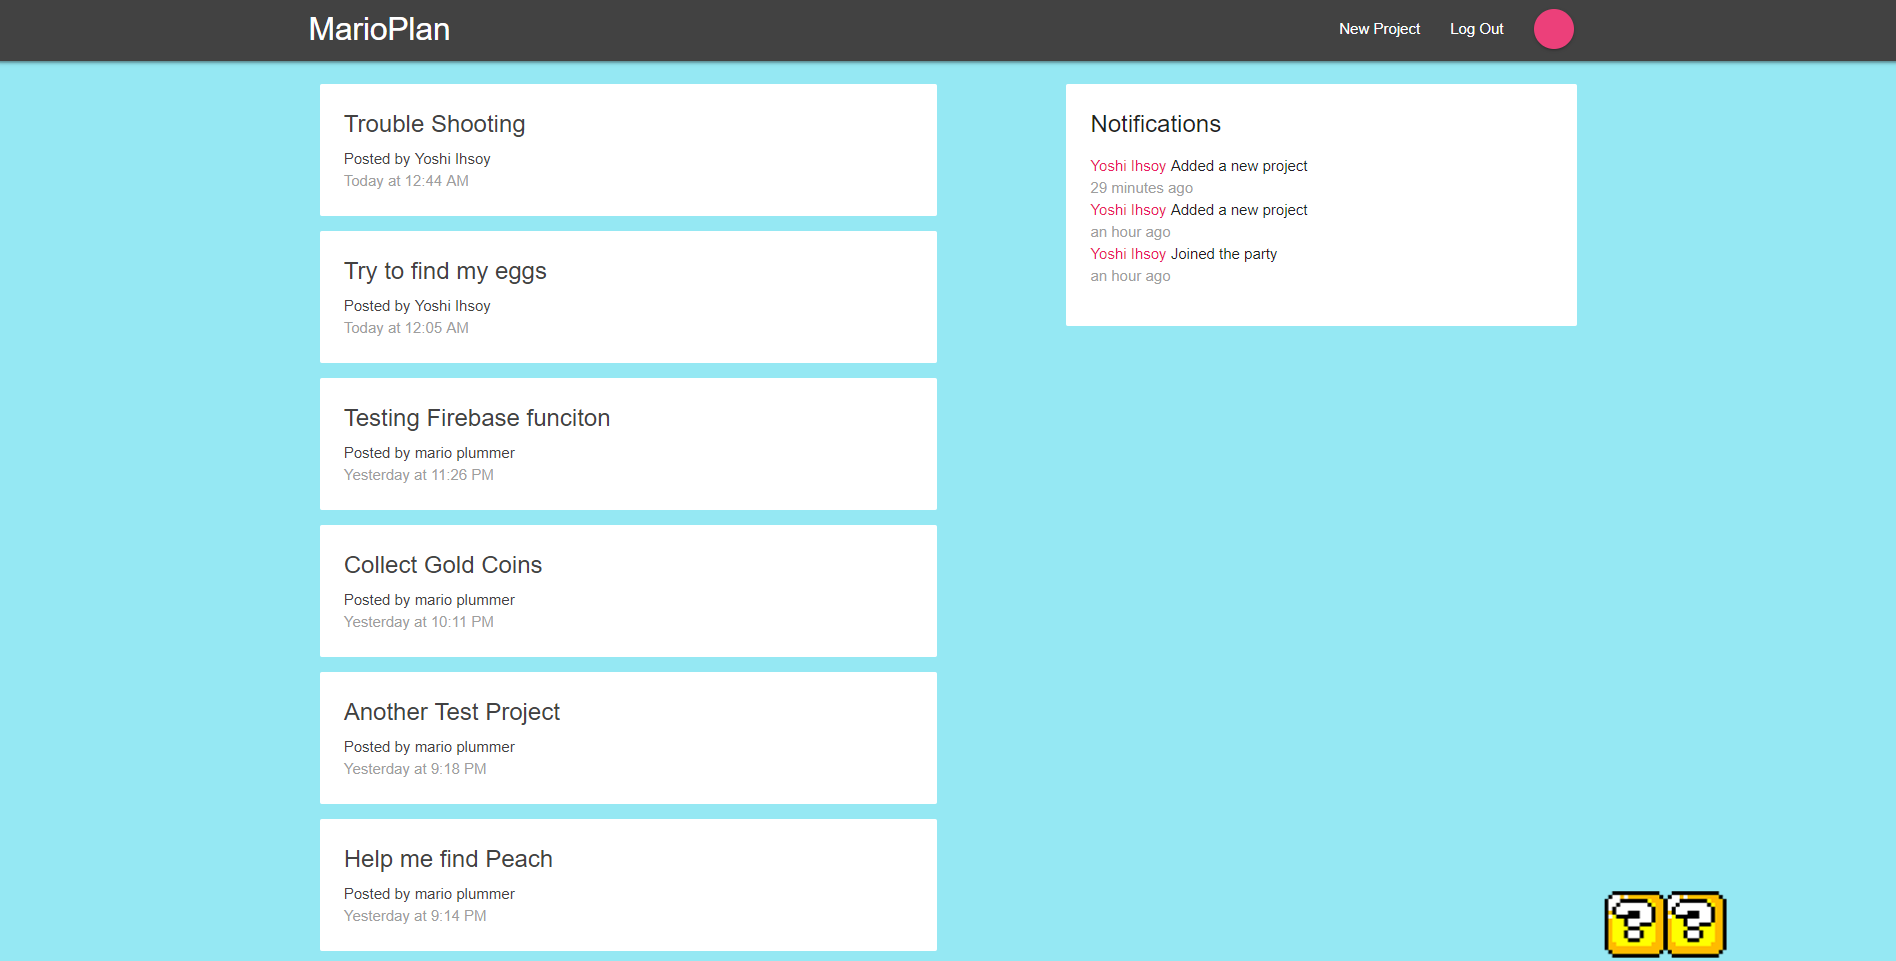 MarioPlan
New Project
Log Out
Trouble Shooting
Posted by Yoshi Ihsoy
Today at 12:44 AM
Try to find my eggs
Posted by Yoshi Ihsoy
Today at 12:05 AM
Testing Firebase funciton
Posted by mario plummer
Yesterday at 11:26 PM
Collect Gold Coins
Posted by mario plummer
Yesterday at 10:11 PM
Another Test Project
Posted by mario plummer
Yesterday at 9:18 PM
Help me find Peach
Posted by mario plummer
Yesterday at 9:14 PM
Notifications
Yoshi Ihsoy Added a new project
29 minutes ago
Yoshi Ihsoy Added a new project
an hour ago
Yoshi Ihsoy Joined the party
an hour ago
? ?